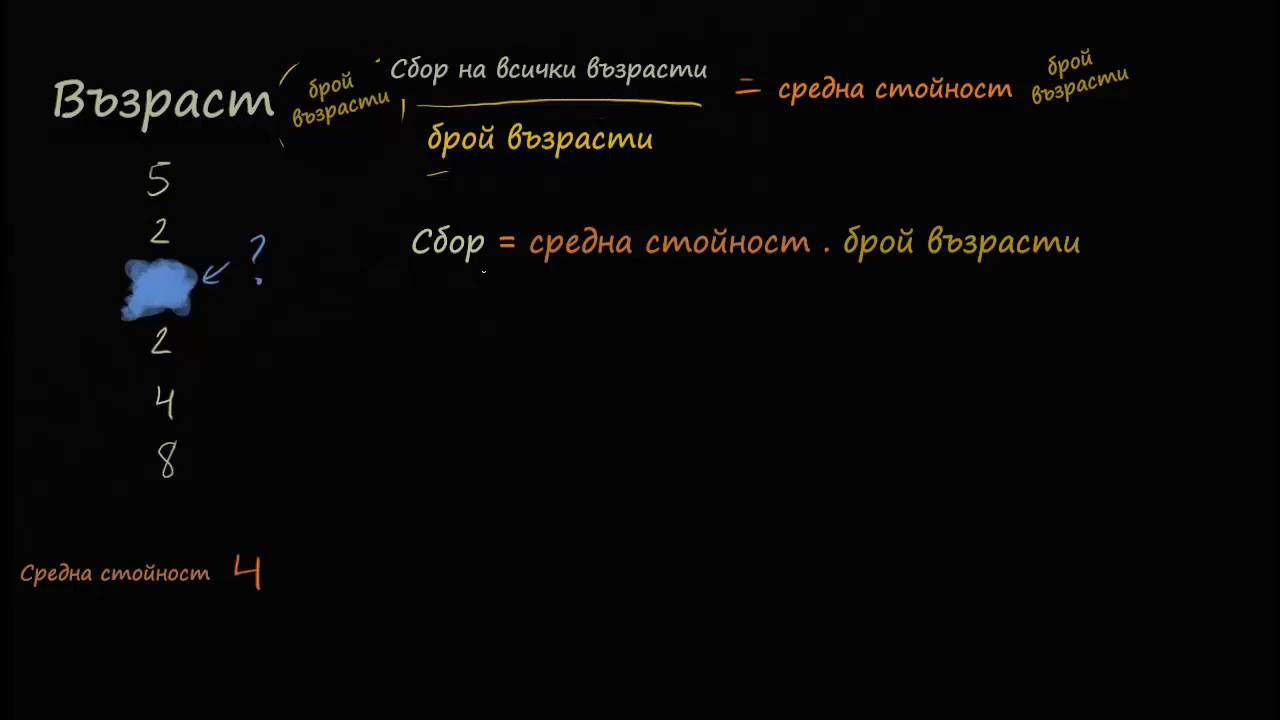 Възраст
брой
възрасти
Сбор на всички възрасти
брой възрасти
= средна стойност
брой
възрасти
5
2
?
2
4
8
Сбор = средна стойност . брой възрасти
Средна стойност 4